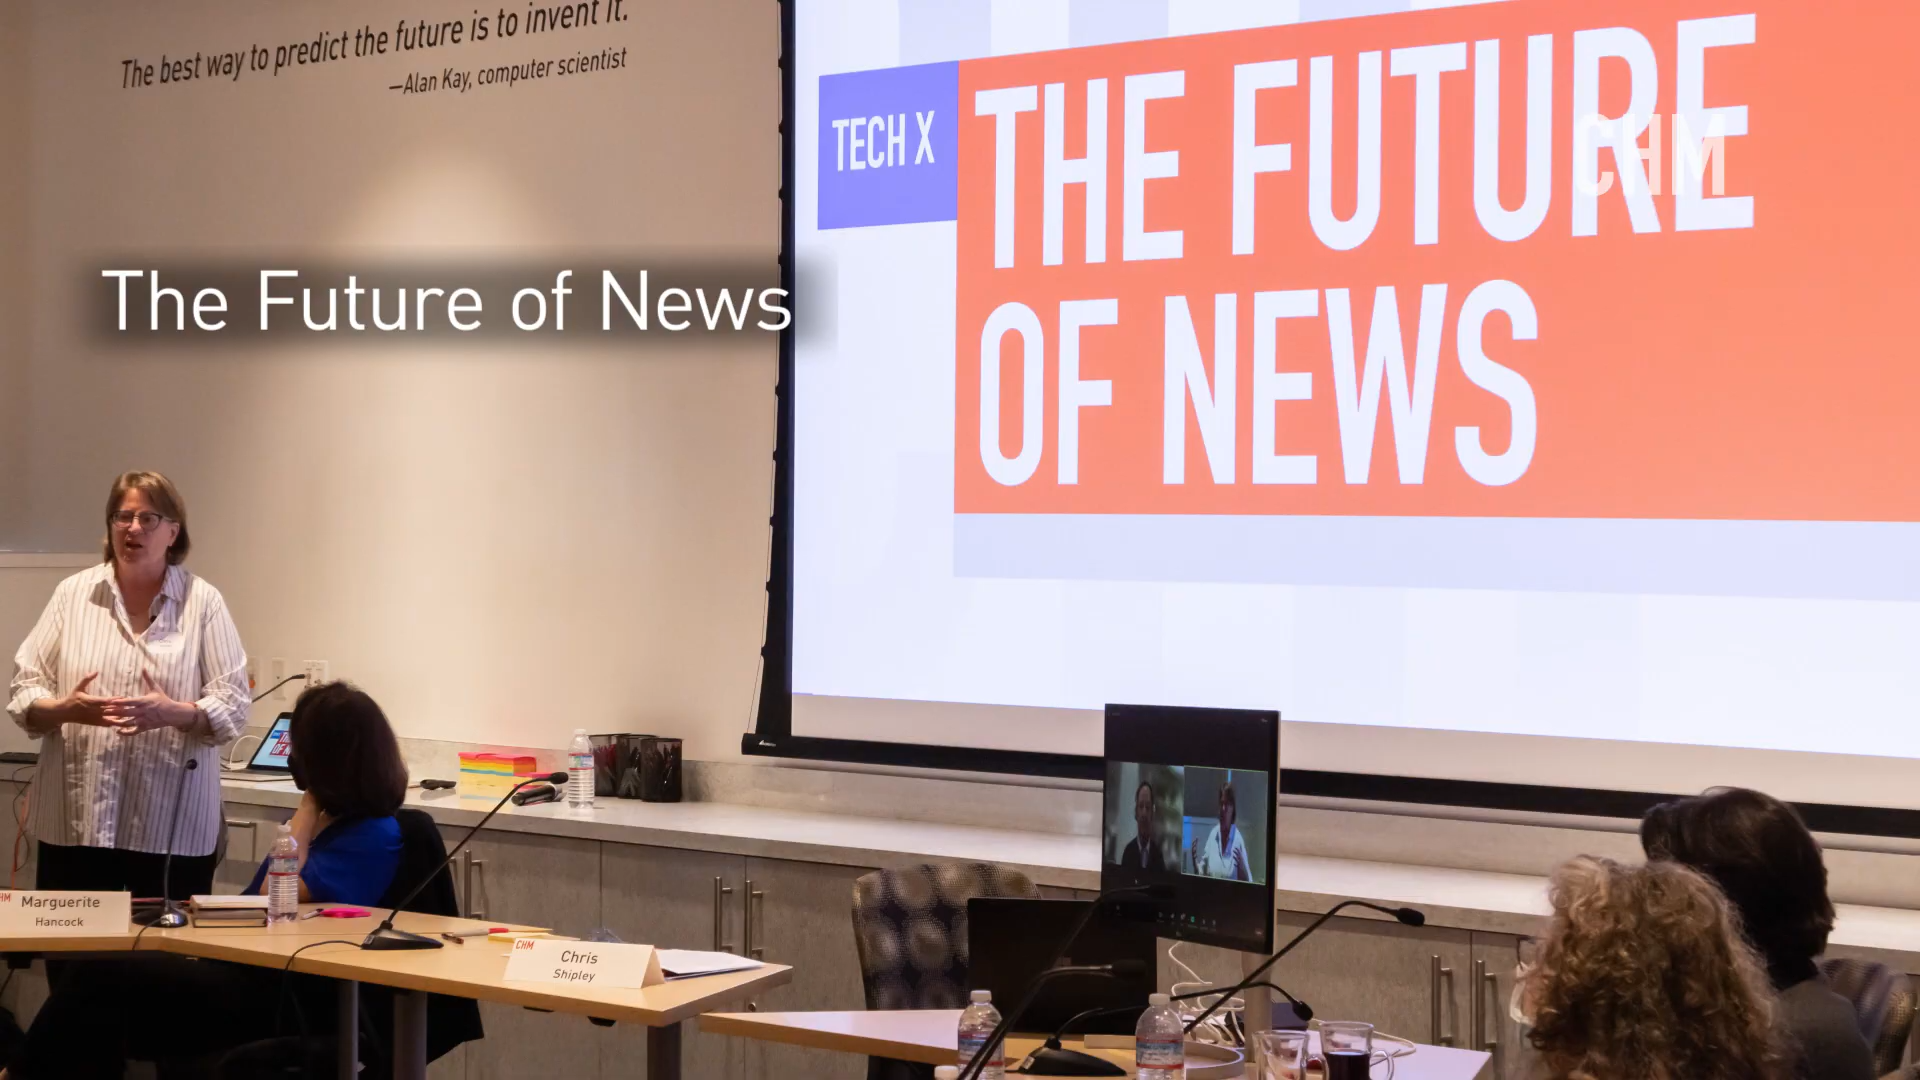 The best way to predict the future is to invent it.
—Alan Kay, computer scientist
TECH X
THE FUTURE
OF NEWS
CHM
The Future of News
Marguerite
Hancock
CHM
Chris
Shipley